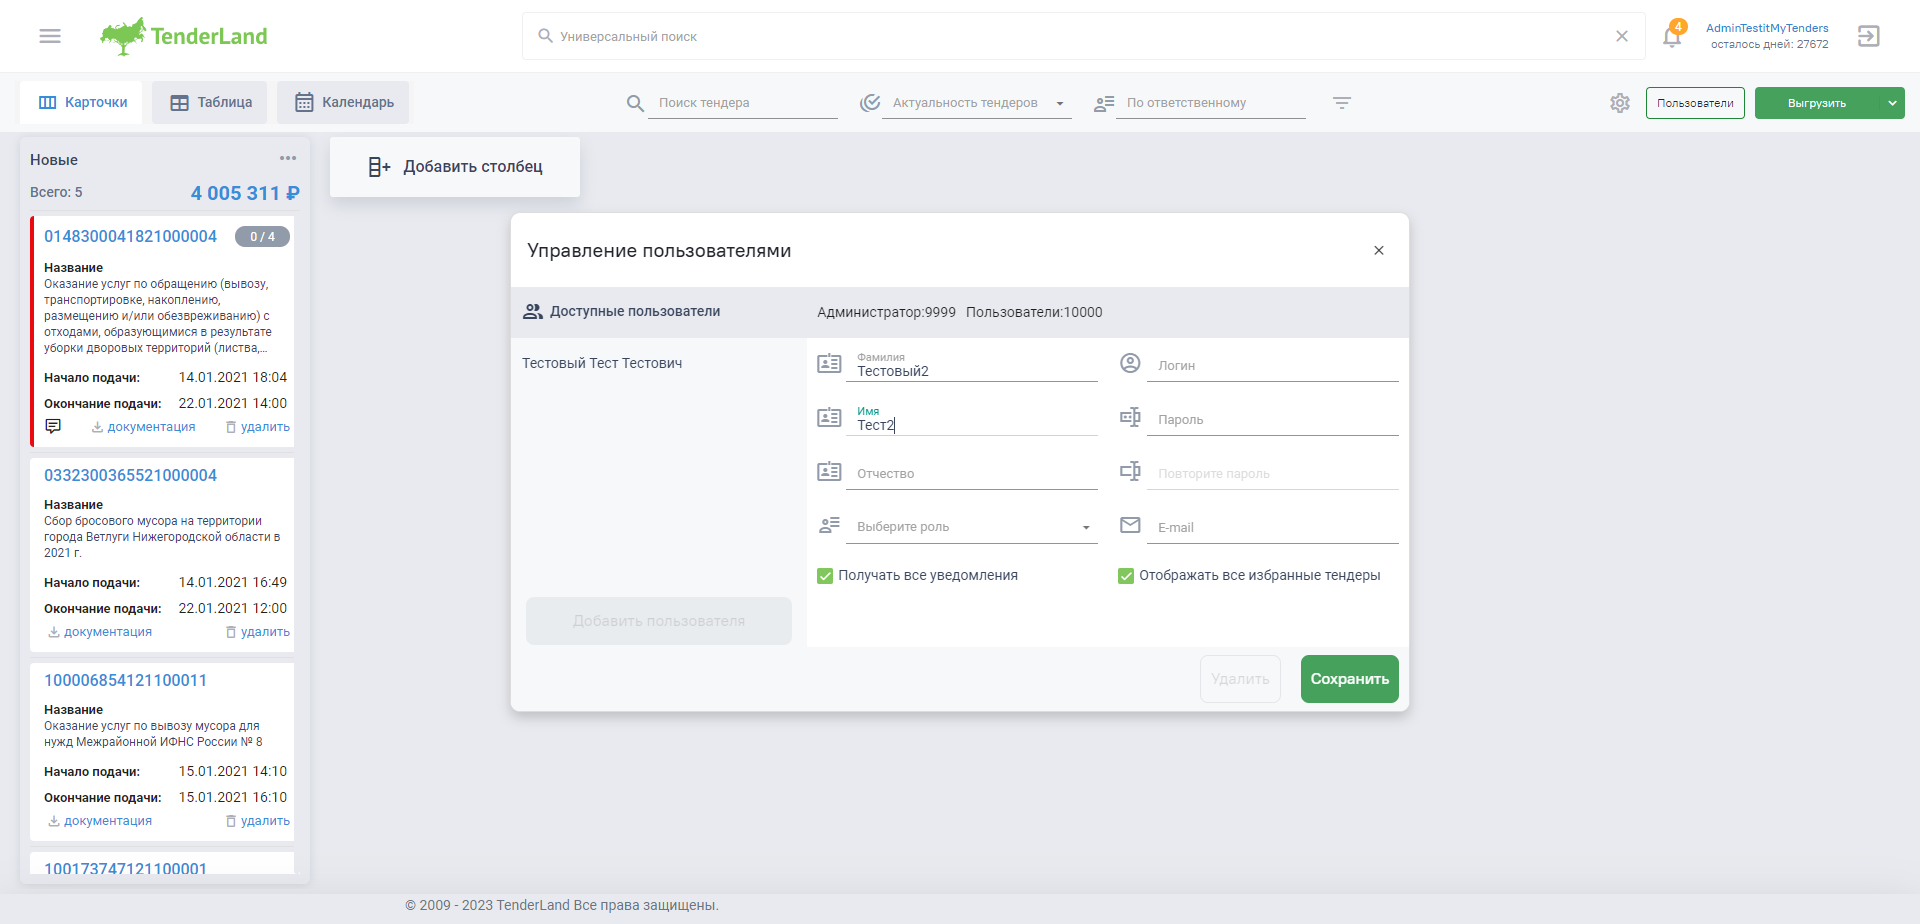 TenderLand
Универсальный поиск
4
AdminTestitMyTenders
осталось дней: 27672
Карточки
Таблица
Календарь
Поиск тендера
Актуальность тендеров
По ответственному
Пользователи
Выгрузить
Новые
Всего: 5
4 005 311 ₽
0148300041821000004
0 / 4
Название
Оказание услуг по обращению (вывозу,
транспортировке, накоплению,
размещению и/или обезвреживанию) с
отходами, образующимися в результате
уборки дворовых территорий (листва,...
Начало подачи: 14.01.2021 18:04
Окончание подачи: 22.01.2021 14:00
документация
удалить
0332300365521000004
Название
Сбор бросового мусора на территории
города Ветлуги Нижегородской области в
2021 г.
Начало подачи: 14.01.2021 16:49
Окончание подачи: 22.01.2021 12:00
документация
удалить
100006854121100011
Название
Оказание услуг по вывозу мусора для
нужд Межрайонной ИФНС России № 8
Начало подачи: 15.01.2021 14:10
Окончание подачи: 15.01.2021 16:10
документация
удалить
100173747121100001
Добавить столбец
Управление пользователями
Доступные пользователи
Администратор:9999 Пользователи:10000
Тестовый Тест Тестович
Добавить пользователя
Фамилия
Тестовый2
Логин
Имя
Тест2
Пароль
Отчество
Повторите пароль
Выберите роль
E-mail
Получать все уведомления
Отображать все избранные тендеры
Удалить
Сохранить
© 2009 - 2023 TenderLand Все права защищены.